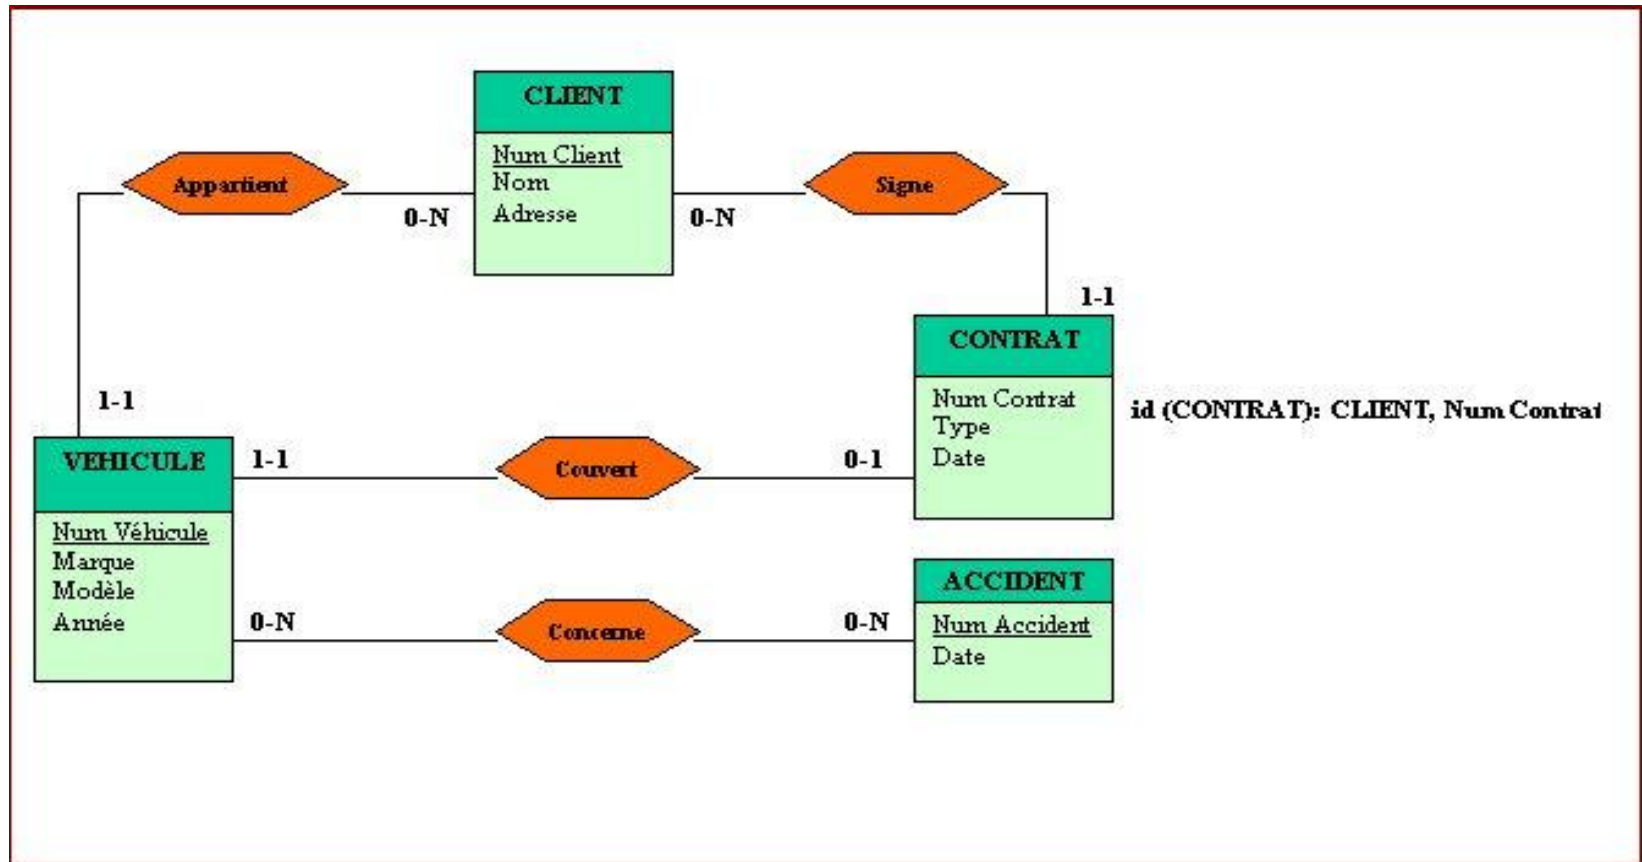 CLIENT
Num Client
Nom
Adresse
Appartient
0-N
0-N
Signe
1-1
CONTRAT
Num Contrat
Type
Date
id (CONTRAT): CLIENT, Num Contrat
1-1
VEHICULE
Num Véhicule
Marque
Modèle
Année
1-1
Couvert
0-1
0-N
Concerne
0-N
ACCIDENT
Num Accident
Date